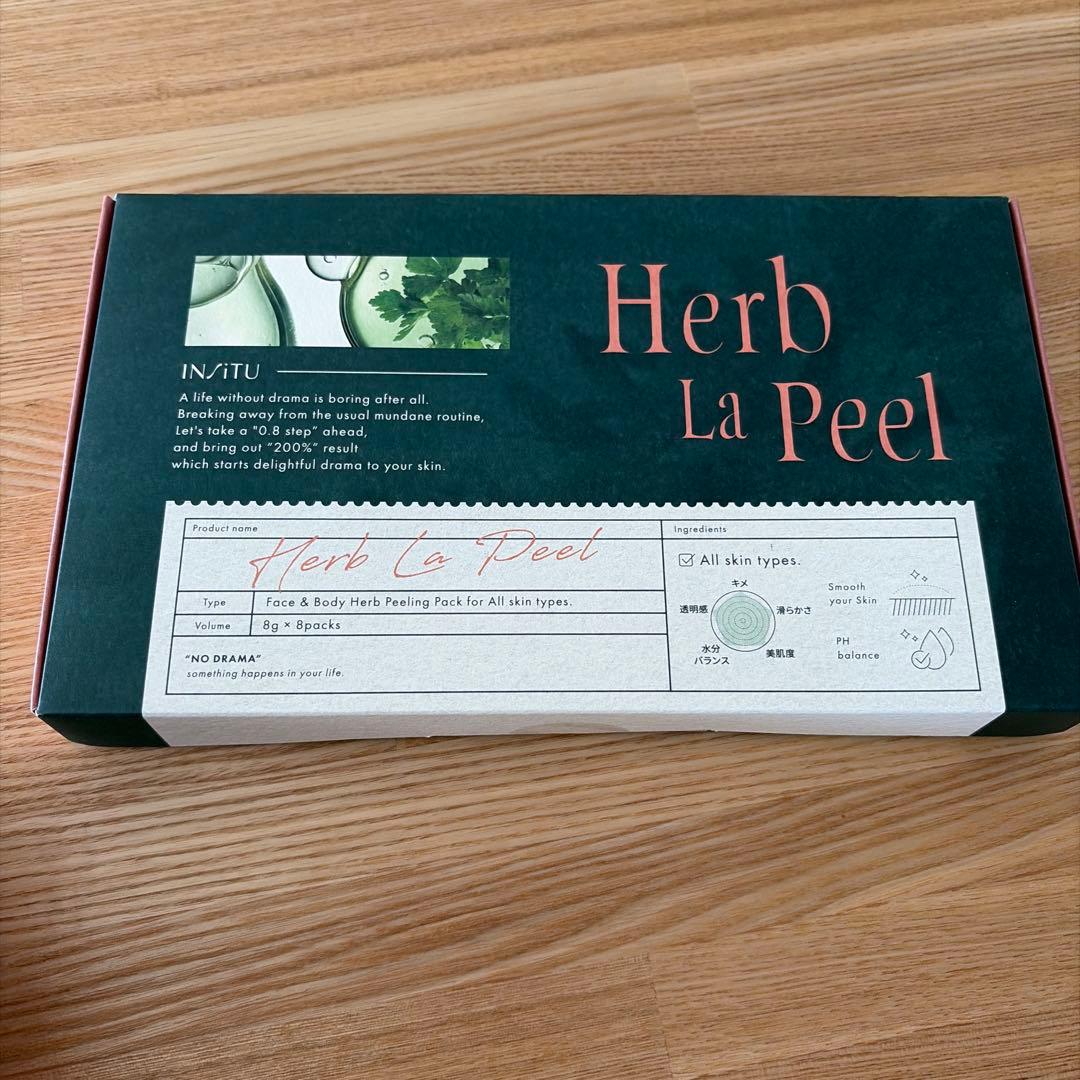 Herb
La Peel
INSiTU
A life without drama is boring after all.
Breaking away from the usual mundane routine,
Let's take a "0.8 step" ahead,
and bring out "200%" result
which starts delightful drama to your skin.
Product name
Herb La Peel
Type
Face & Body Herb Peeling Pack for All skin types.
Volume
8g × 8packs
"NO DRAMA"
something happens in your life.
Ingredients
All skin types.
キメ
透明感
滑らかさ
水分
バランス
美肌度
Smooth
your Skin
PH
balance